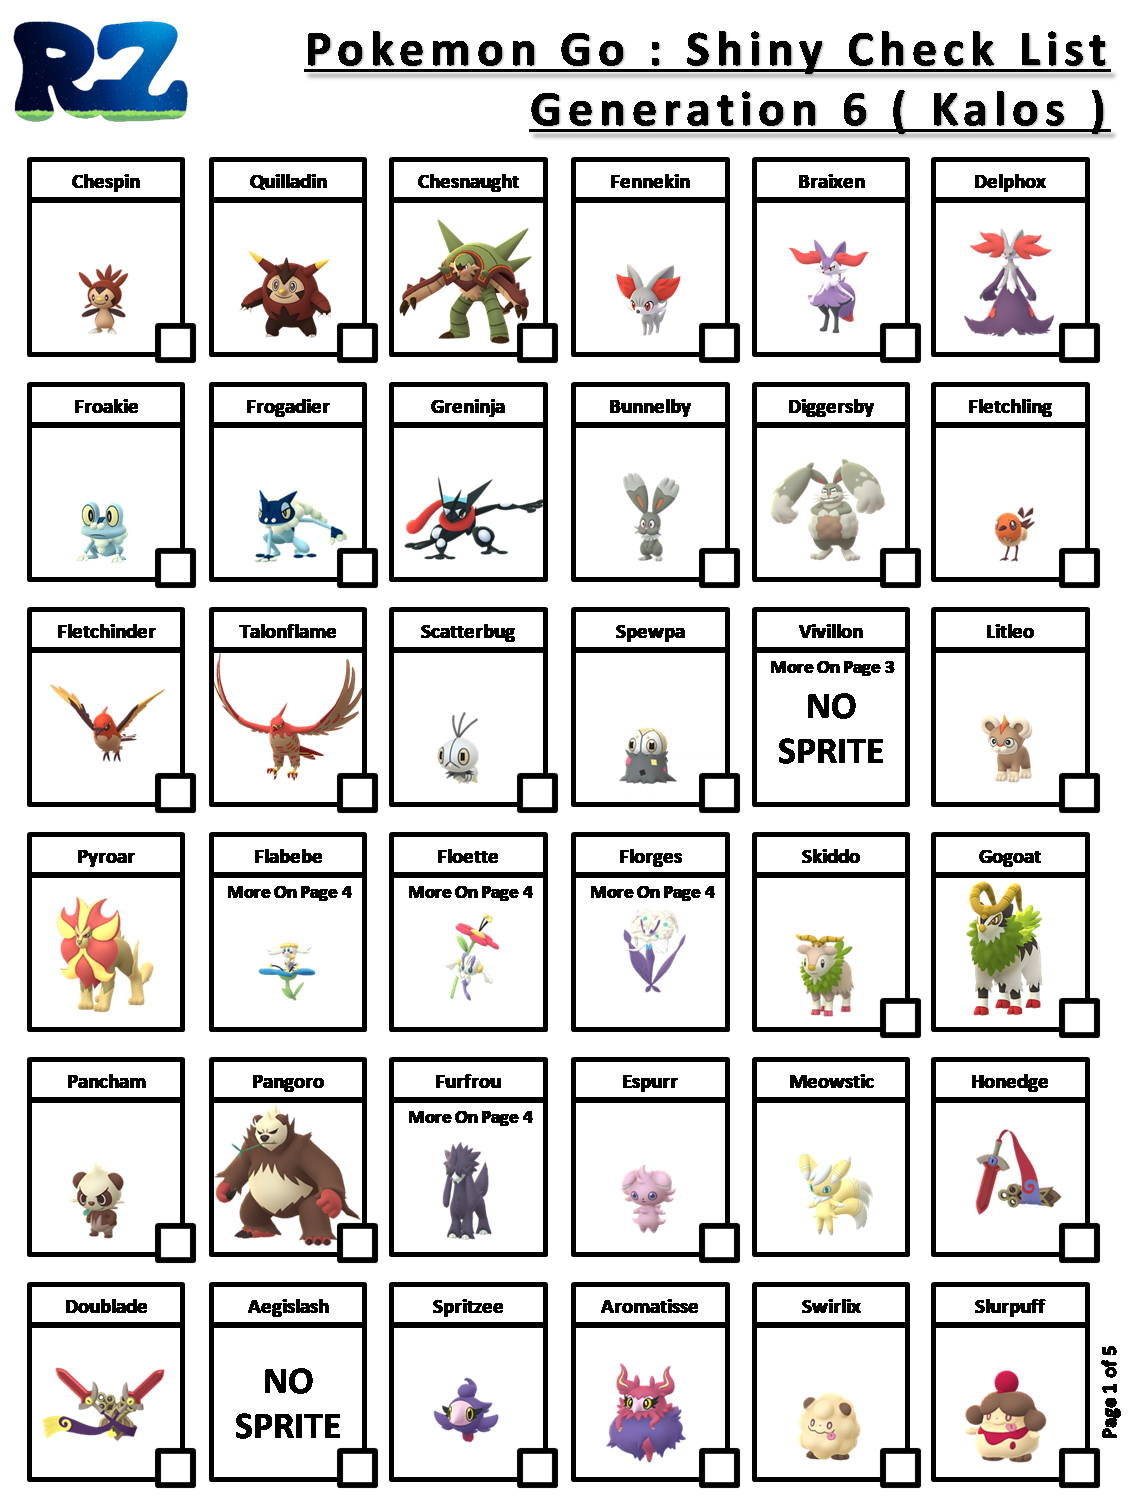 RZ
Pokemon Go : Shiny Check List
Generation 6 ( Kalos )
Chespin
Quilladin
Chesnaught
Fennekin
Braixen
Delphox
Froakie
Frogadier
Greninja
Bunnelby
Diggersby
Fletchling
Fletchinder
Talonflame
Scatterbug
Spewpa
Vivillon
More On Page 3
NO
SPRITE
Litleo
Pyroar
Flabebe
More On Page 4
Floette
More On Page 4
Florges
More On Page 4
Skiddo
Gogoat
Pancham
Pangoro
Furfrou
More On Page 4
Espurr
Meowstic
Honedge
Doublade
Aegislash
NO
SPRITE
Spritzee
Aromatisse
Swirlix
Slurpuff
Page 1 of 5